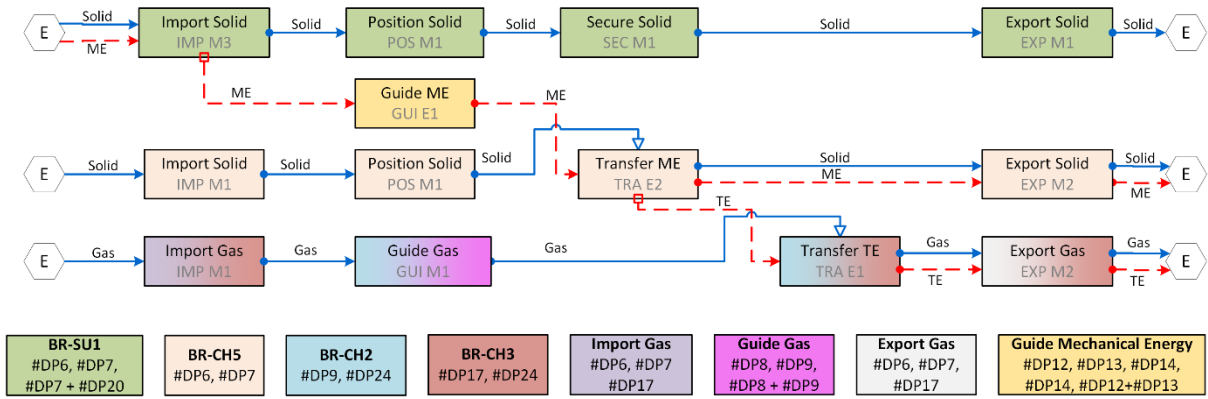 E
Solid
ME
Import Solid
IMP M3
Solid
Position Solid
POS M1
Solid
Secure Solid
SEC M1
Solid
Export Solid
EXP M1
Solid
E
ME
Guide ME
GUI E1
ME
E
Solid
Import Solid
IMP M1
Solid
Position Solid
POS M1
Solid
Transfer ME
TRA E2
Solid
ME
TE
Export Solid
EXP M2
Solid
ME
E
E
Gas
Import Gas
IMP M1
Gas
Guide Gas
GUI M1
Gas
Transfer TE
TRA E1
Gas
TE
Export Gas
EXP M2
Gas
TE
E
BR-SU1
#DP6, #DP7,
#DP7 + #DP20
BR-CH5
#DP6, #DP7
BR-CH2
#DP9, #DP24
BR-CH3
#DP17, #DP24
Import Gas
#DP6, #DP7
#DP17
Guide Gas
#DP8, #DP9,
#DP8 + #DP9
Export Gas
#DP6, #DP7,
#DP17
Guide Mechanical Energy
#DP12, #DP13, #DP14,
#DP14, #DP12+#DP13